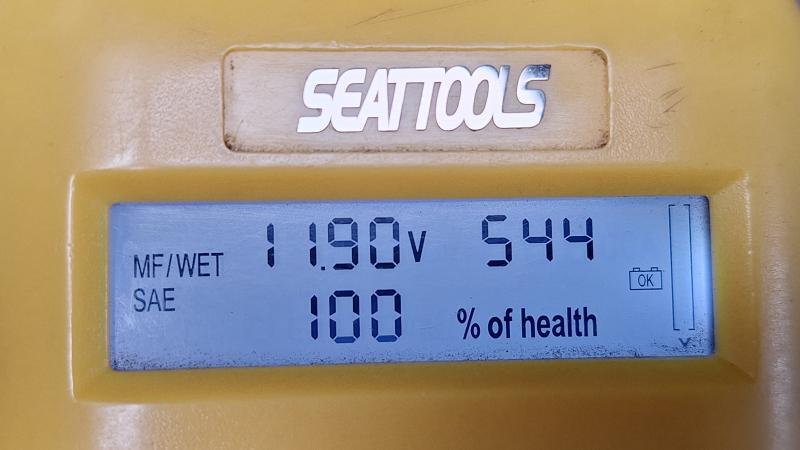 SEATTOOLS
MF/WET 11.90V 544
SAE 100 % of health
OK